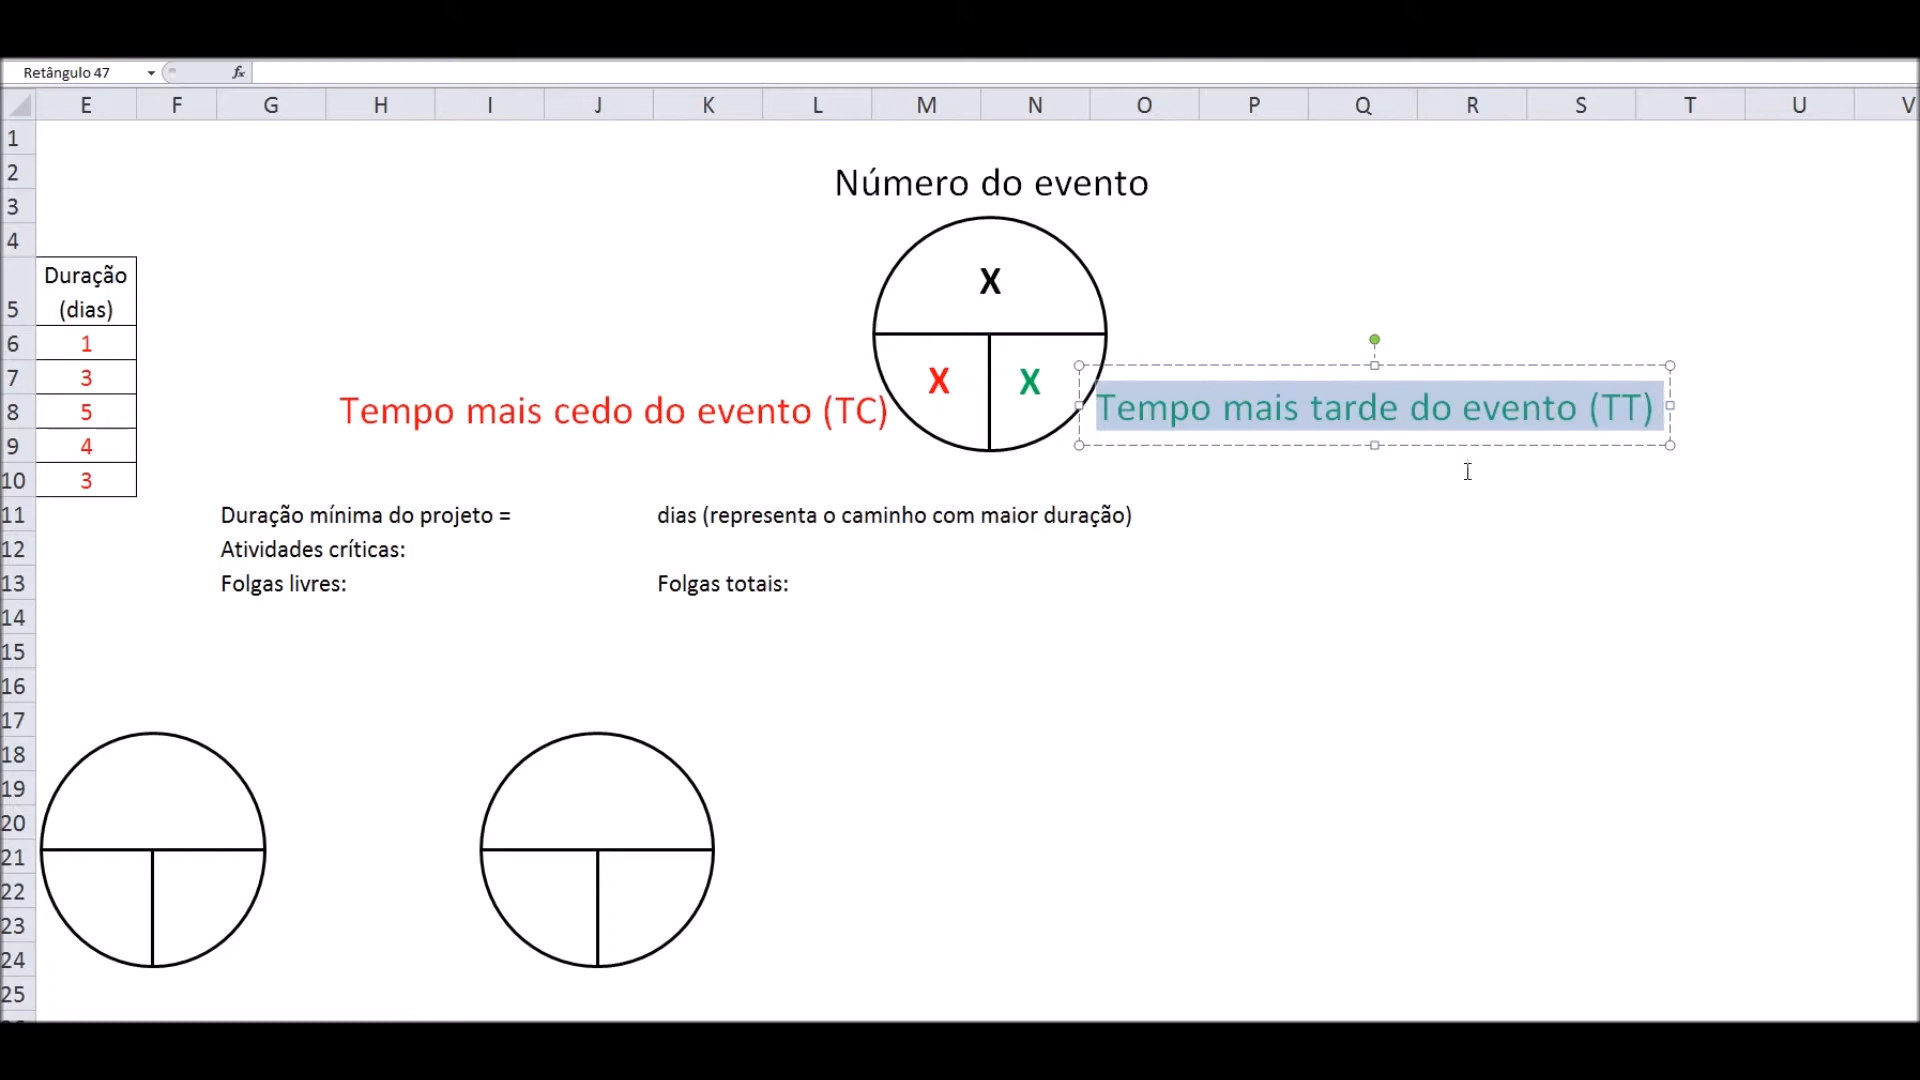 Retângulo 47
fx
E F G H I J K L M N O P Q R S T U V
1
2
Número do evento
3
4
X
Duração
5
(dias)
6
1
7
3
X X
8
5
Tempo mais cedo do evento (TC)
Tempo mais tarde do evento (TT)
9
4
10
3
11
Duração mínima do projeto =
dias (representa o caminho com maior duração)
12
Atividades críticas:
13
Folgas livres:
Folgas totais:
14
15
16
17
18
19
20
21
22
23
24
25